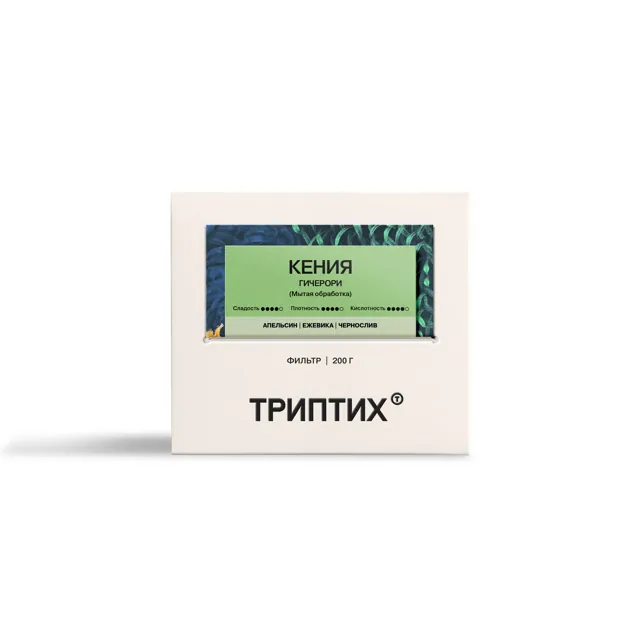 КЕНИЯ
ГИЧЕРОРИ
(Мытая обработка)
Сладость Плотность Кислотность
АПЕЛЬСИН | ЕЖЕВИКА | ЧЕРНОСЛИВ
ФИЛЬТР | 200 Г
ТРИПТИХ Т